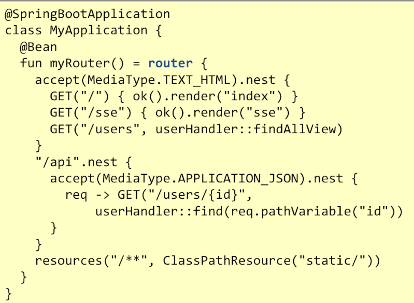 @SpringBootApplication
class MyApplication {
  @Bean
  fun myRouter() = router {
    accept(MediaType.TEXT_HTML).nest {
      GET("/") { ok().render("index") }
      GET("/sse") { ok().render("sse") }
      GET("/users", userHandler::findAllView)
    }
    "/api".nest {
      accept(MediaType.APPLICATION_JSON).nest {
        req -> GET("/users/{id}",
            userHandler::find(req.pathVariable("id"))
      }
    }
    resources("/**", ClassPathResource("static/"))
  }
}